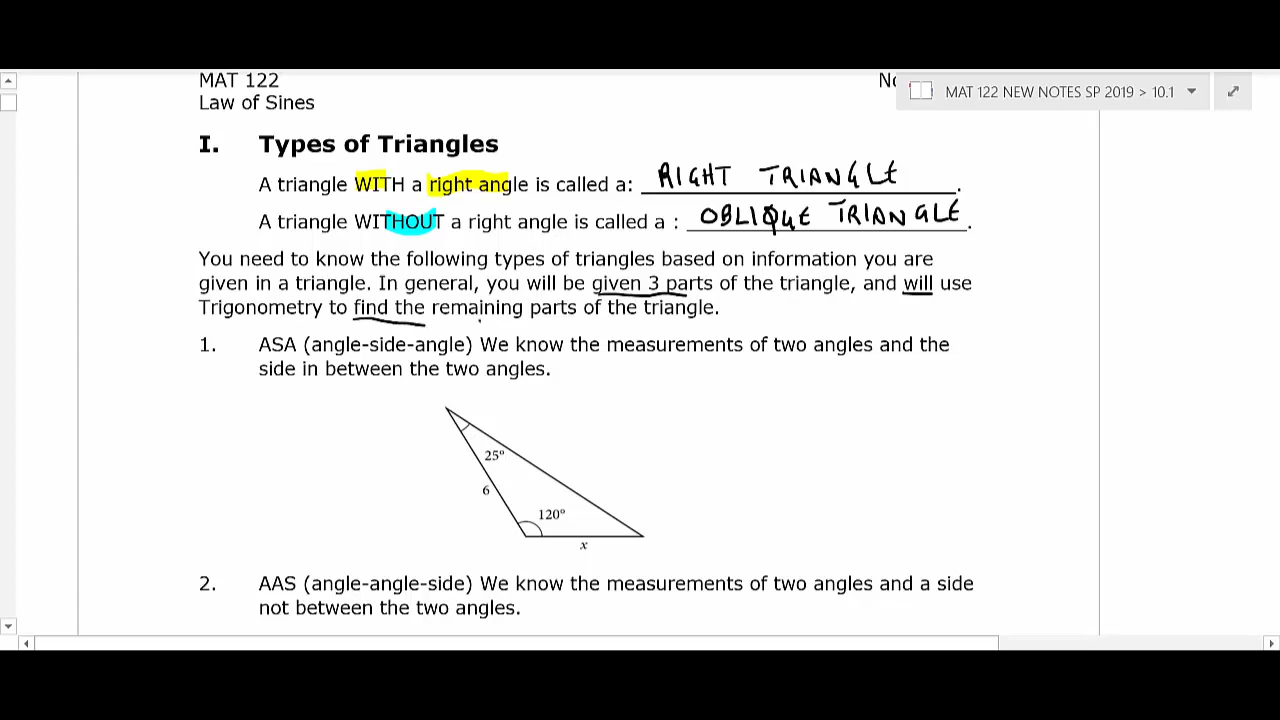 MAT 122
MAT 122 NEW NOTES SP 2019 > 10.1
Law of Sines
I. Types of Triangles
A triangle WITH a right angle is called a: RIGHT TRIANGLE.
A triangle WITHOUT a right angle is called a : OBLIQUE TRIANGLE.
You need to know the following types of triangles based on information you are
given in a triangle. In general, you will be given 3 parts of the triangle, and will use
Trigonometry to find the remaining parts of the triangle.
1. ASA (angle-side-angle) We know the measurements of two angles and the
side in between the two angles.
25°
6
120°
x
2. AAS (angle-angle-side) We know the measurements of two angles and a side
not between the two angles.